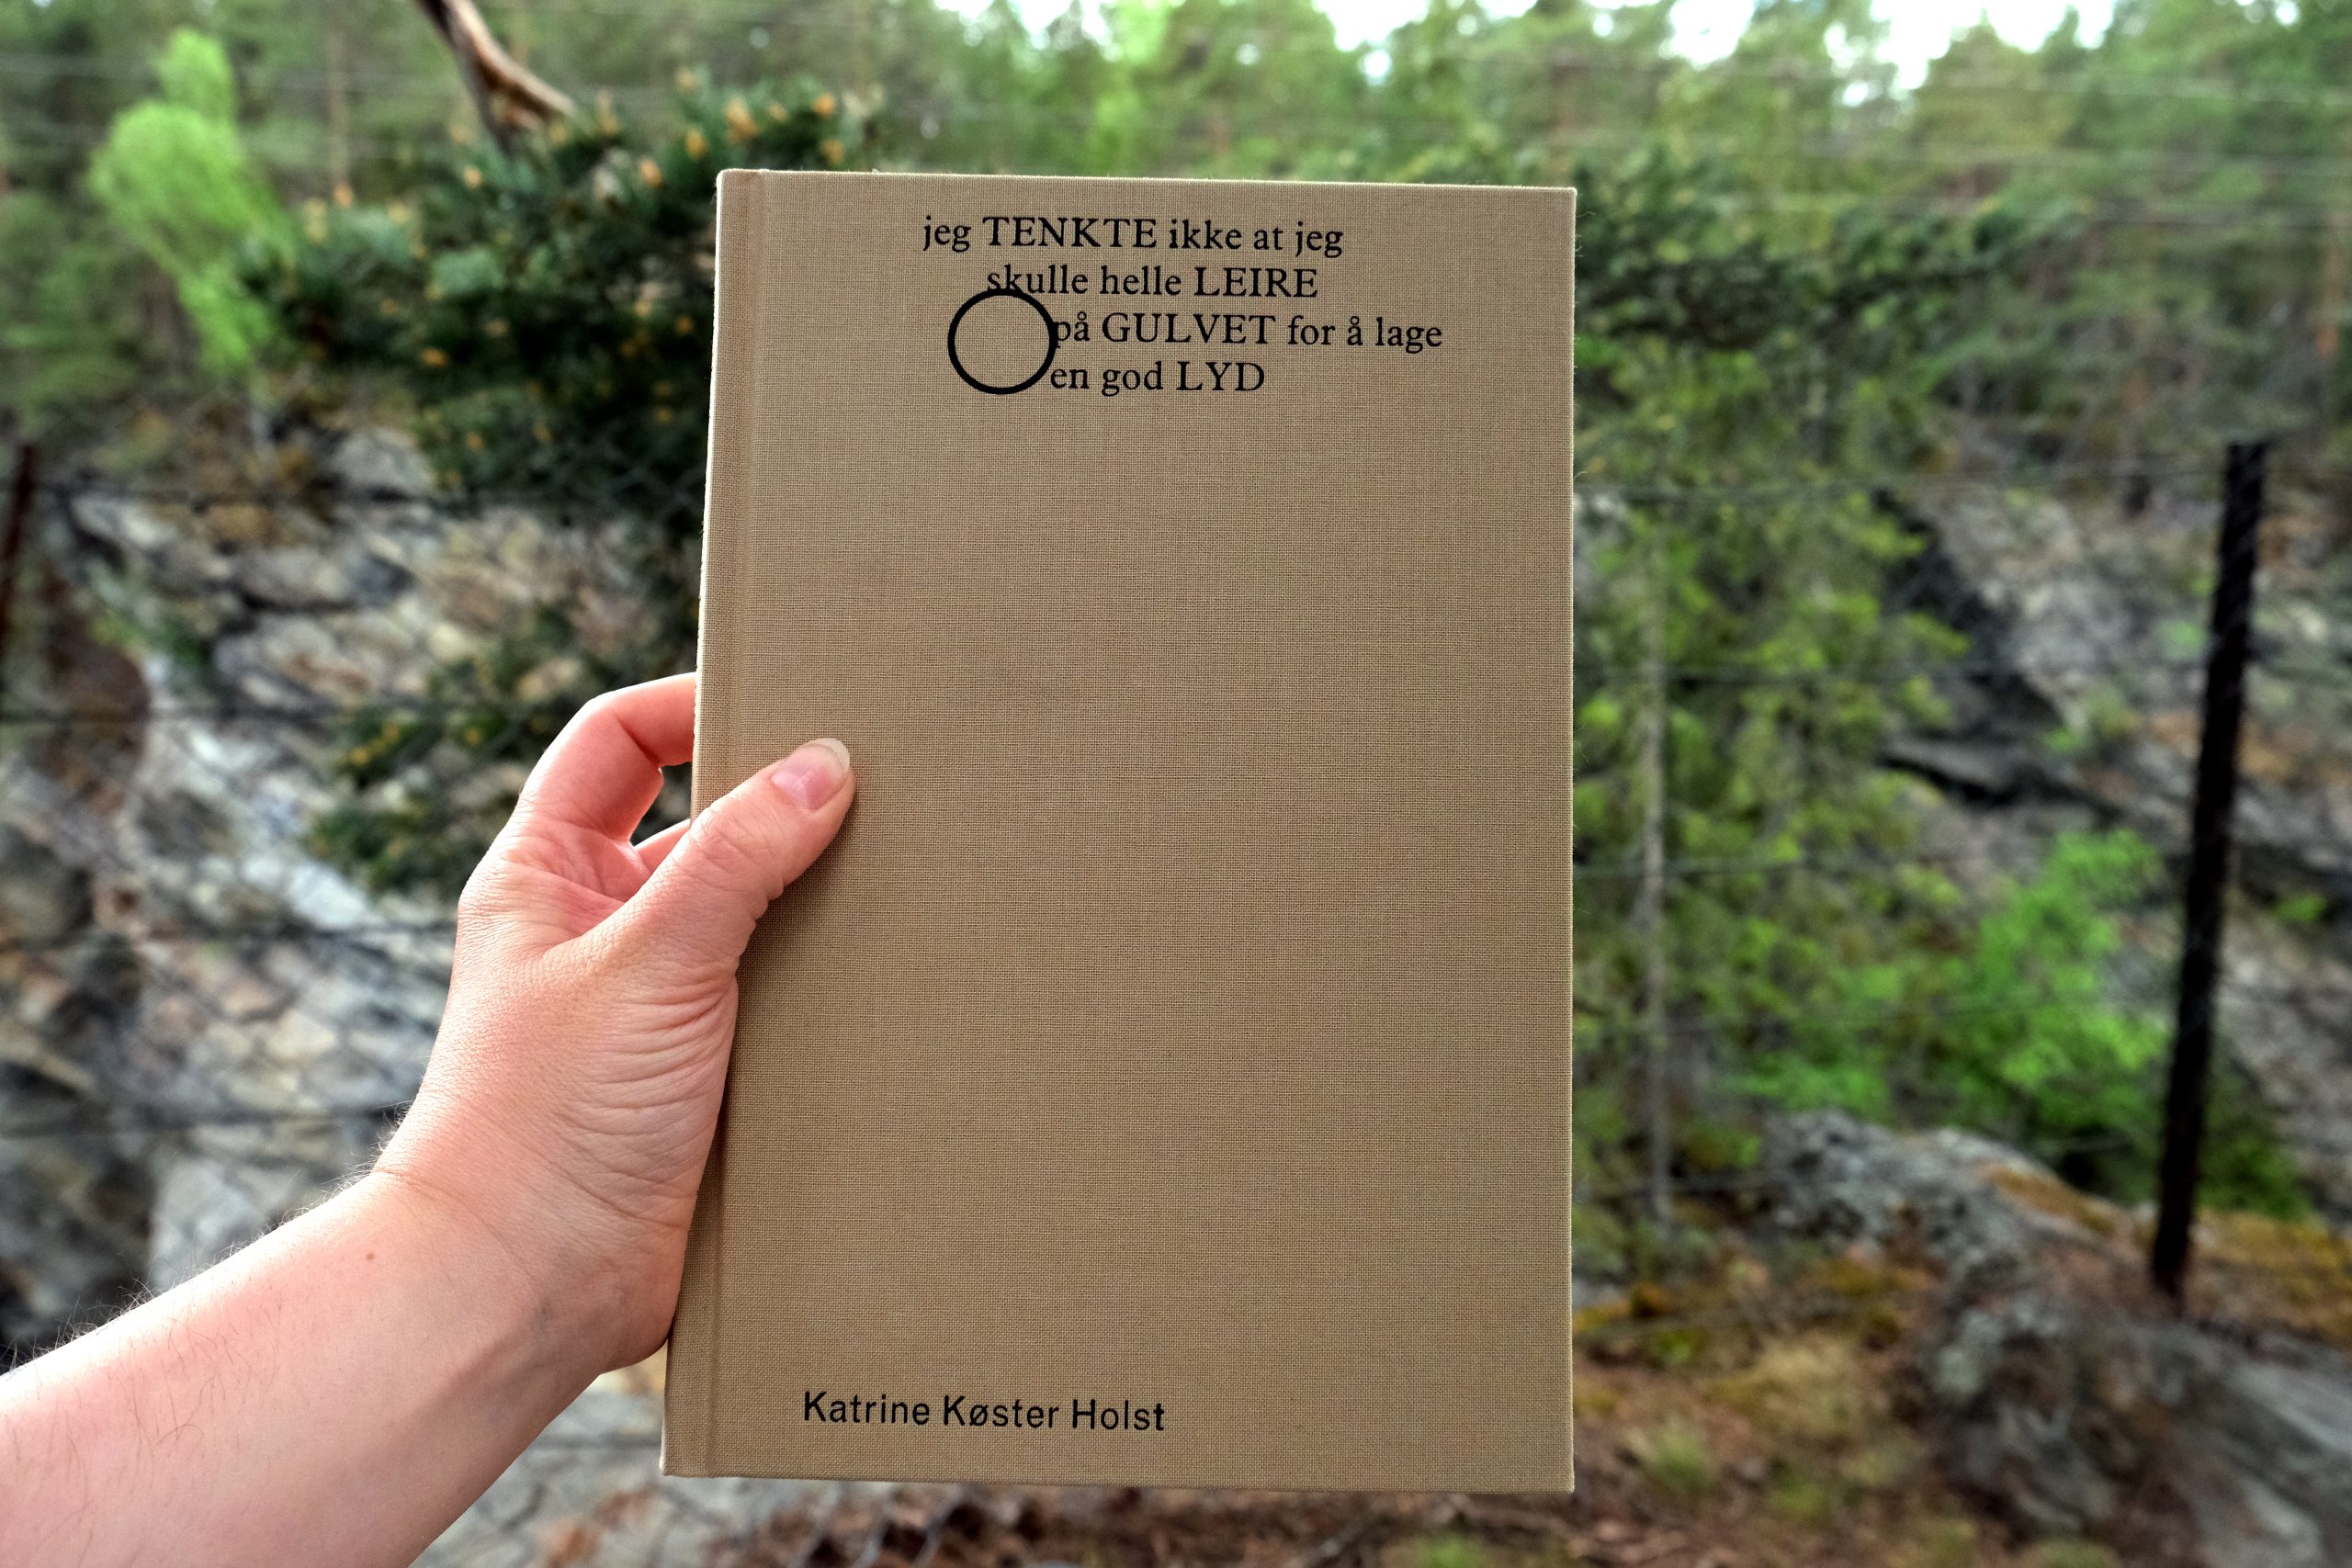 jeg TENKTE ikke at jeg
skulle helle LEIRE
på GULVET for å lage
en god LYD
Katrine Køster Holst